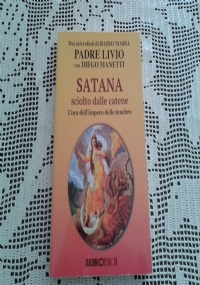 Dai microfoni di RADIO MARIA
PADRE LIVIO
con DIEGO MANETTI
SATANA
sciolto dalle catene
L'ora dell'impero delle tenebre
SUGARCOEDIZIONI